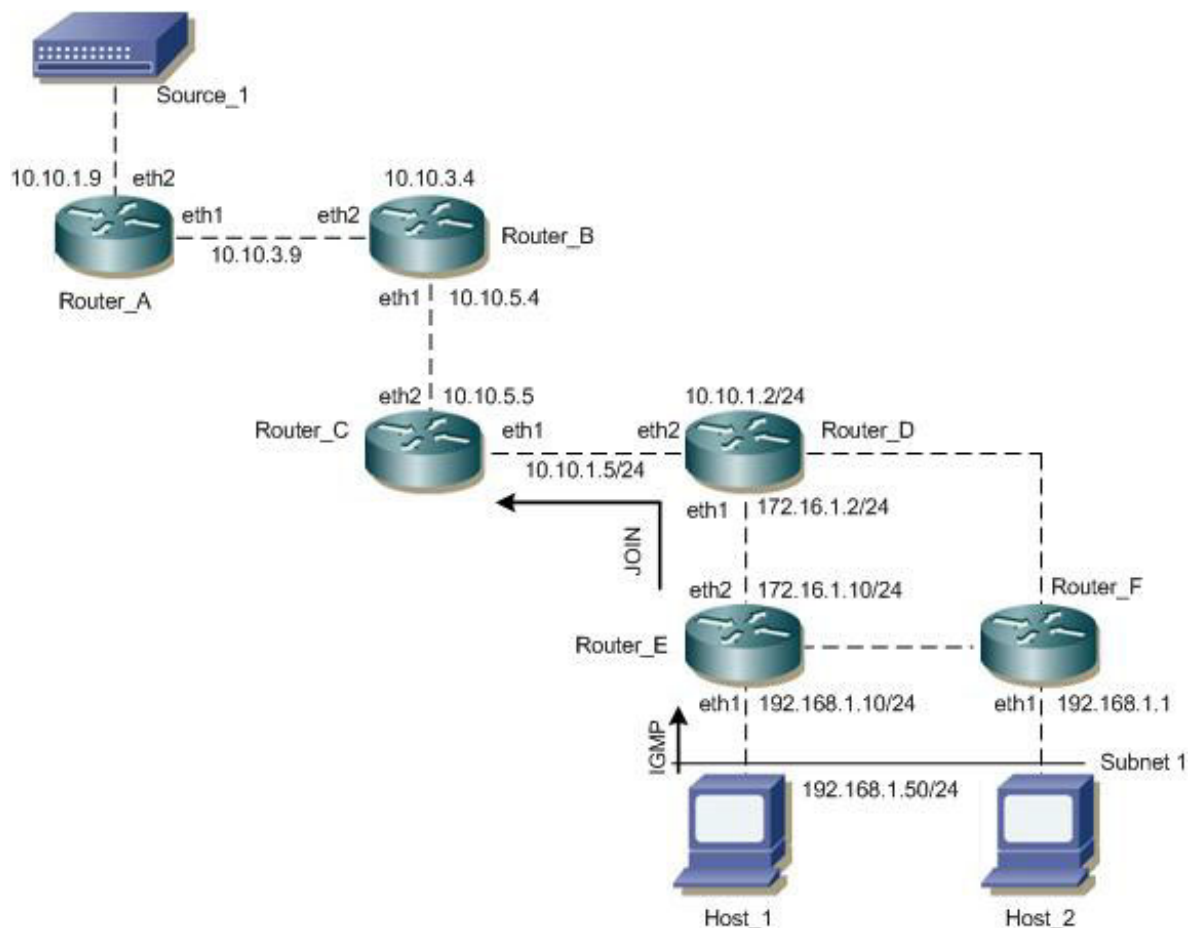 Source_1
10.10.1.9
eth2
10.10.3.4
eth1
eth2
Router_B
10.10.3.9
Router_A
eth1
10.10.5.4
eth2
10.10.5.5
10.10.1.2/24
Router_C
eth1
eth2
Router_D
10.10.1.5/24
eth1
172.16.1.2/24
JOIN
eth2
172.16.1.10/24
Router_F
Router_E
eth1
192.168.1.10/24
eth1
192.168.1.1
IGMP
Subnet 1
192.168.1.50/24
Host_1
Host_2